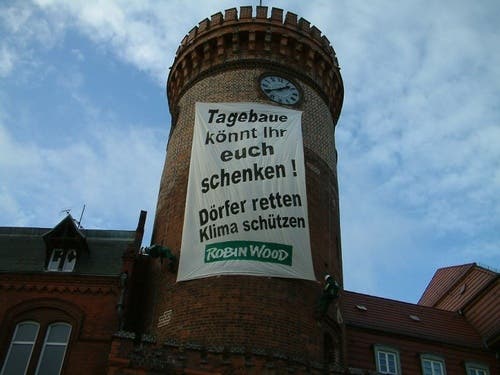 Tagebaue
könnt Ihr
euch
schenken !
Dörfer retten
Klima schützen
ROBIN WOOD